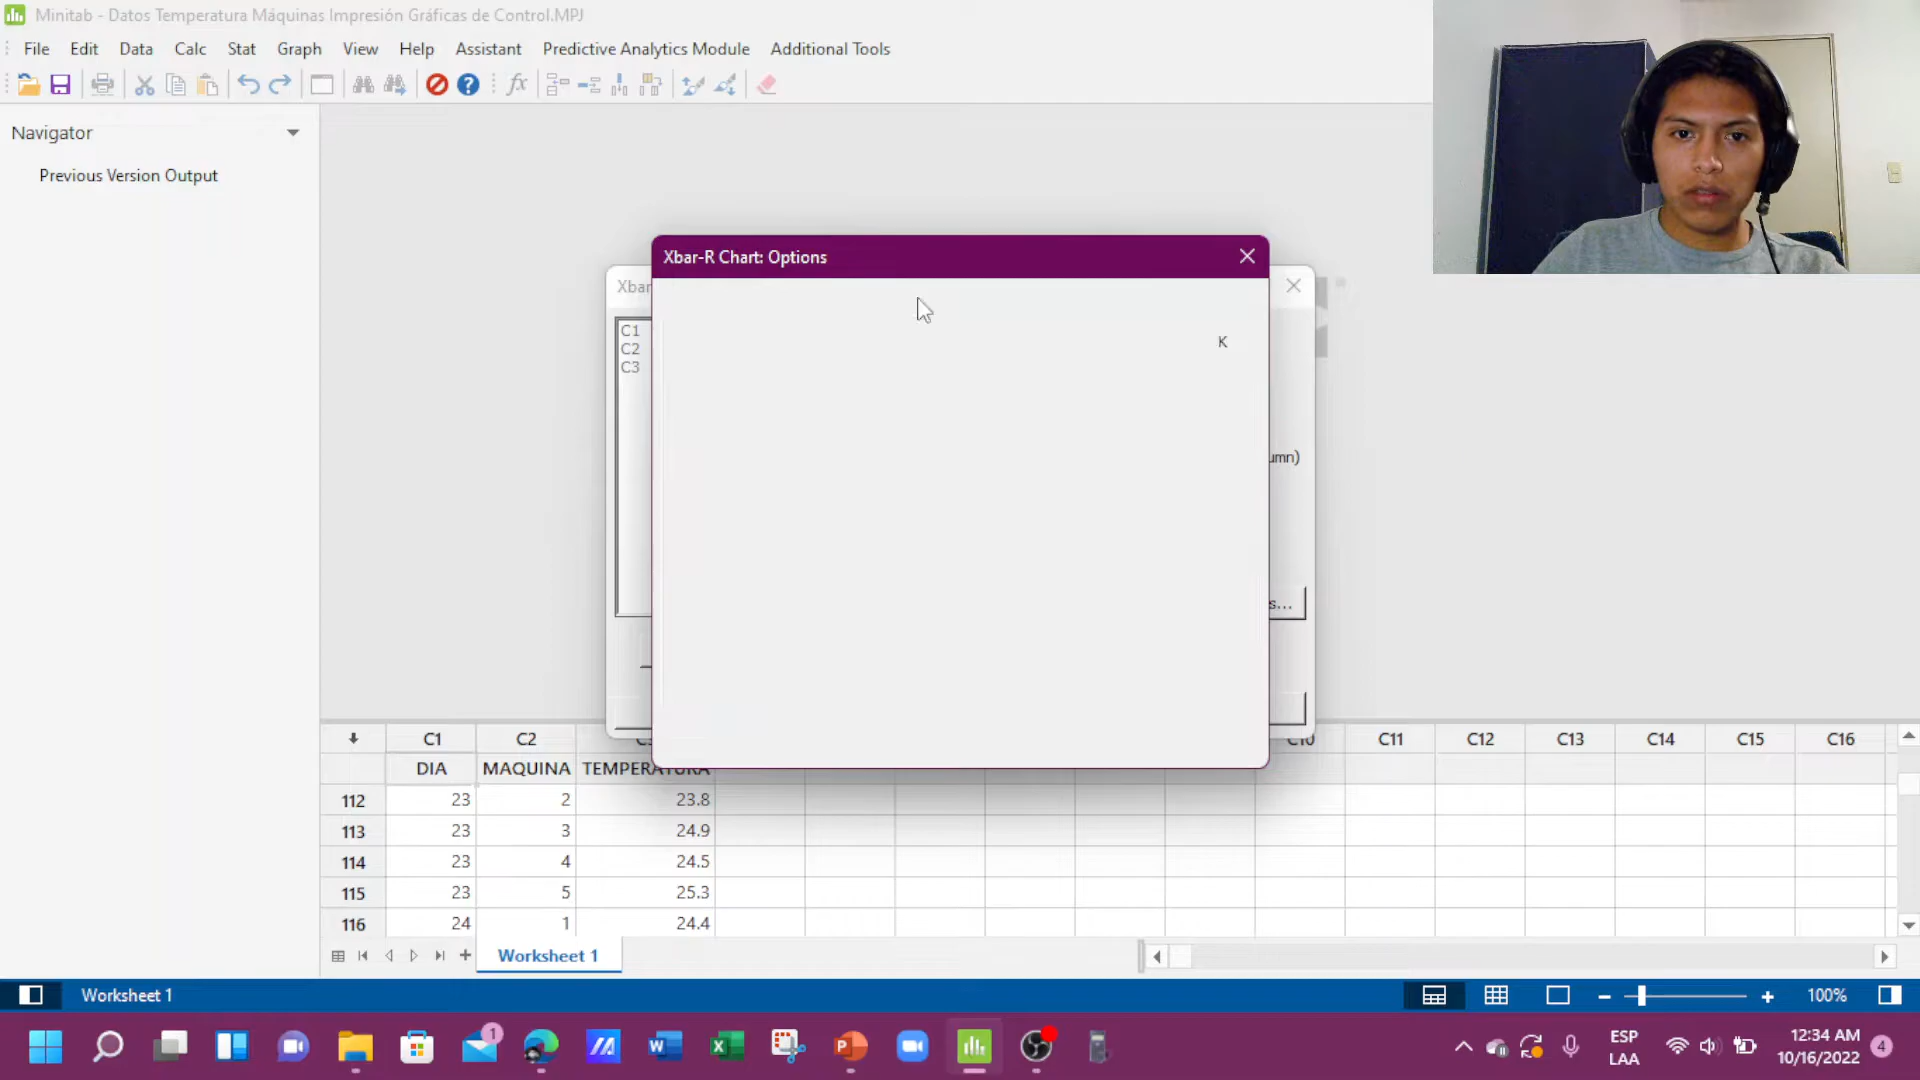 Minitab - Datos Temperatura Máquinas Impresión Gráficas de Control.MPJ
File Edit Data Calc Stat Graph View Help Assistant Predictive Analytics Module Additional Tools
Navigator
Previous Version Output
Xbar-R Chart: Options
Xbar
C1
C2
C3
K
umn)
s...
C1 C2 C10 C11 C12 C13 C14 C15 C16
DIA MAQUINA TEMPERATURA
112 23 2 23.8
113 23 3 24.9
114 23 4 24.5
115 23 5 25.3
116 24 1 24.4
Worksheet 1
Worksheet 1
100%
1
ESP
LAA
12:34 AM
10/16/2022
4